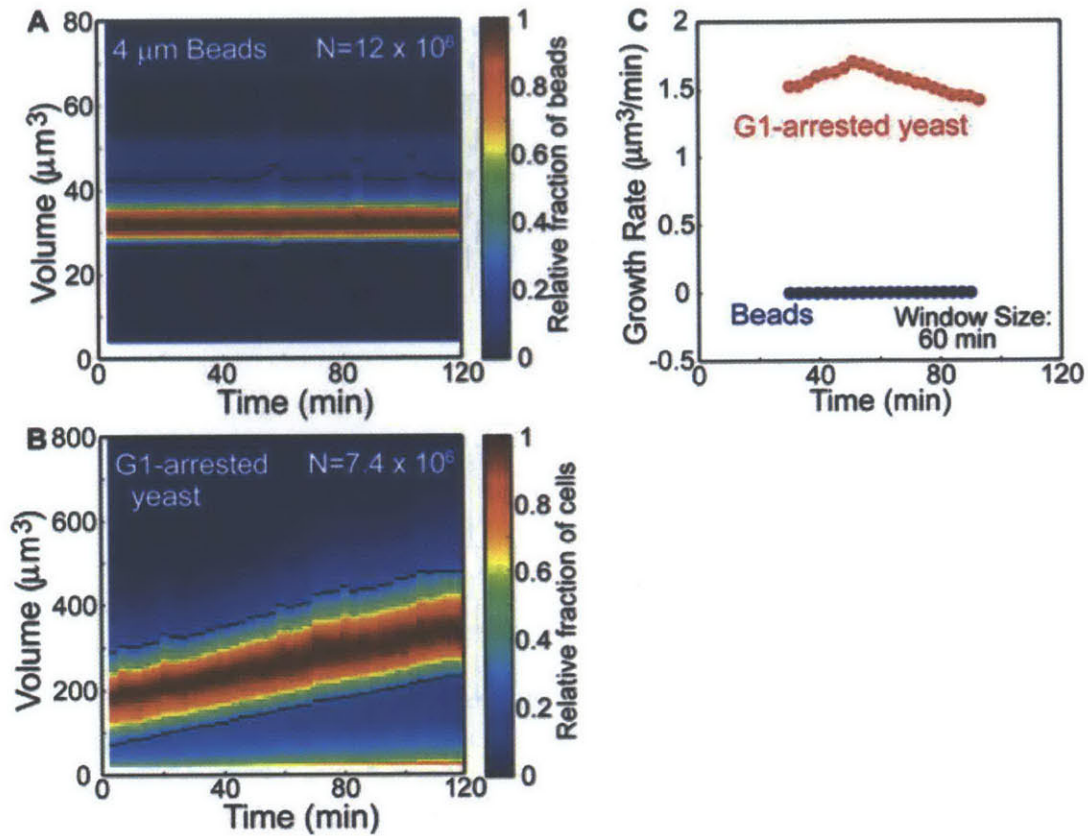 A
80
60
40
20
0
Volume (μm³)
4 μm Beads N=12 x 10⁶
0 40 80 120
Time (min)
1
0.8
0.6
0.4
0.2
0
Relative fraction of beads
B
800
600
400
200
0
Volume (μm³)
G1-arrested N=7.4 x 10⁶
yeast
0 40 80 120
Time (min)
1
0.8
0.6
0.4
0.2
0
Relative fraction of cells
C
2
1.5
1
0.5
0
-0.5
Growth Rate (μm³/min)
G1-arrested yeast
Beads
Window Size:
60 min
0 40 80 120
Time (min)